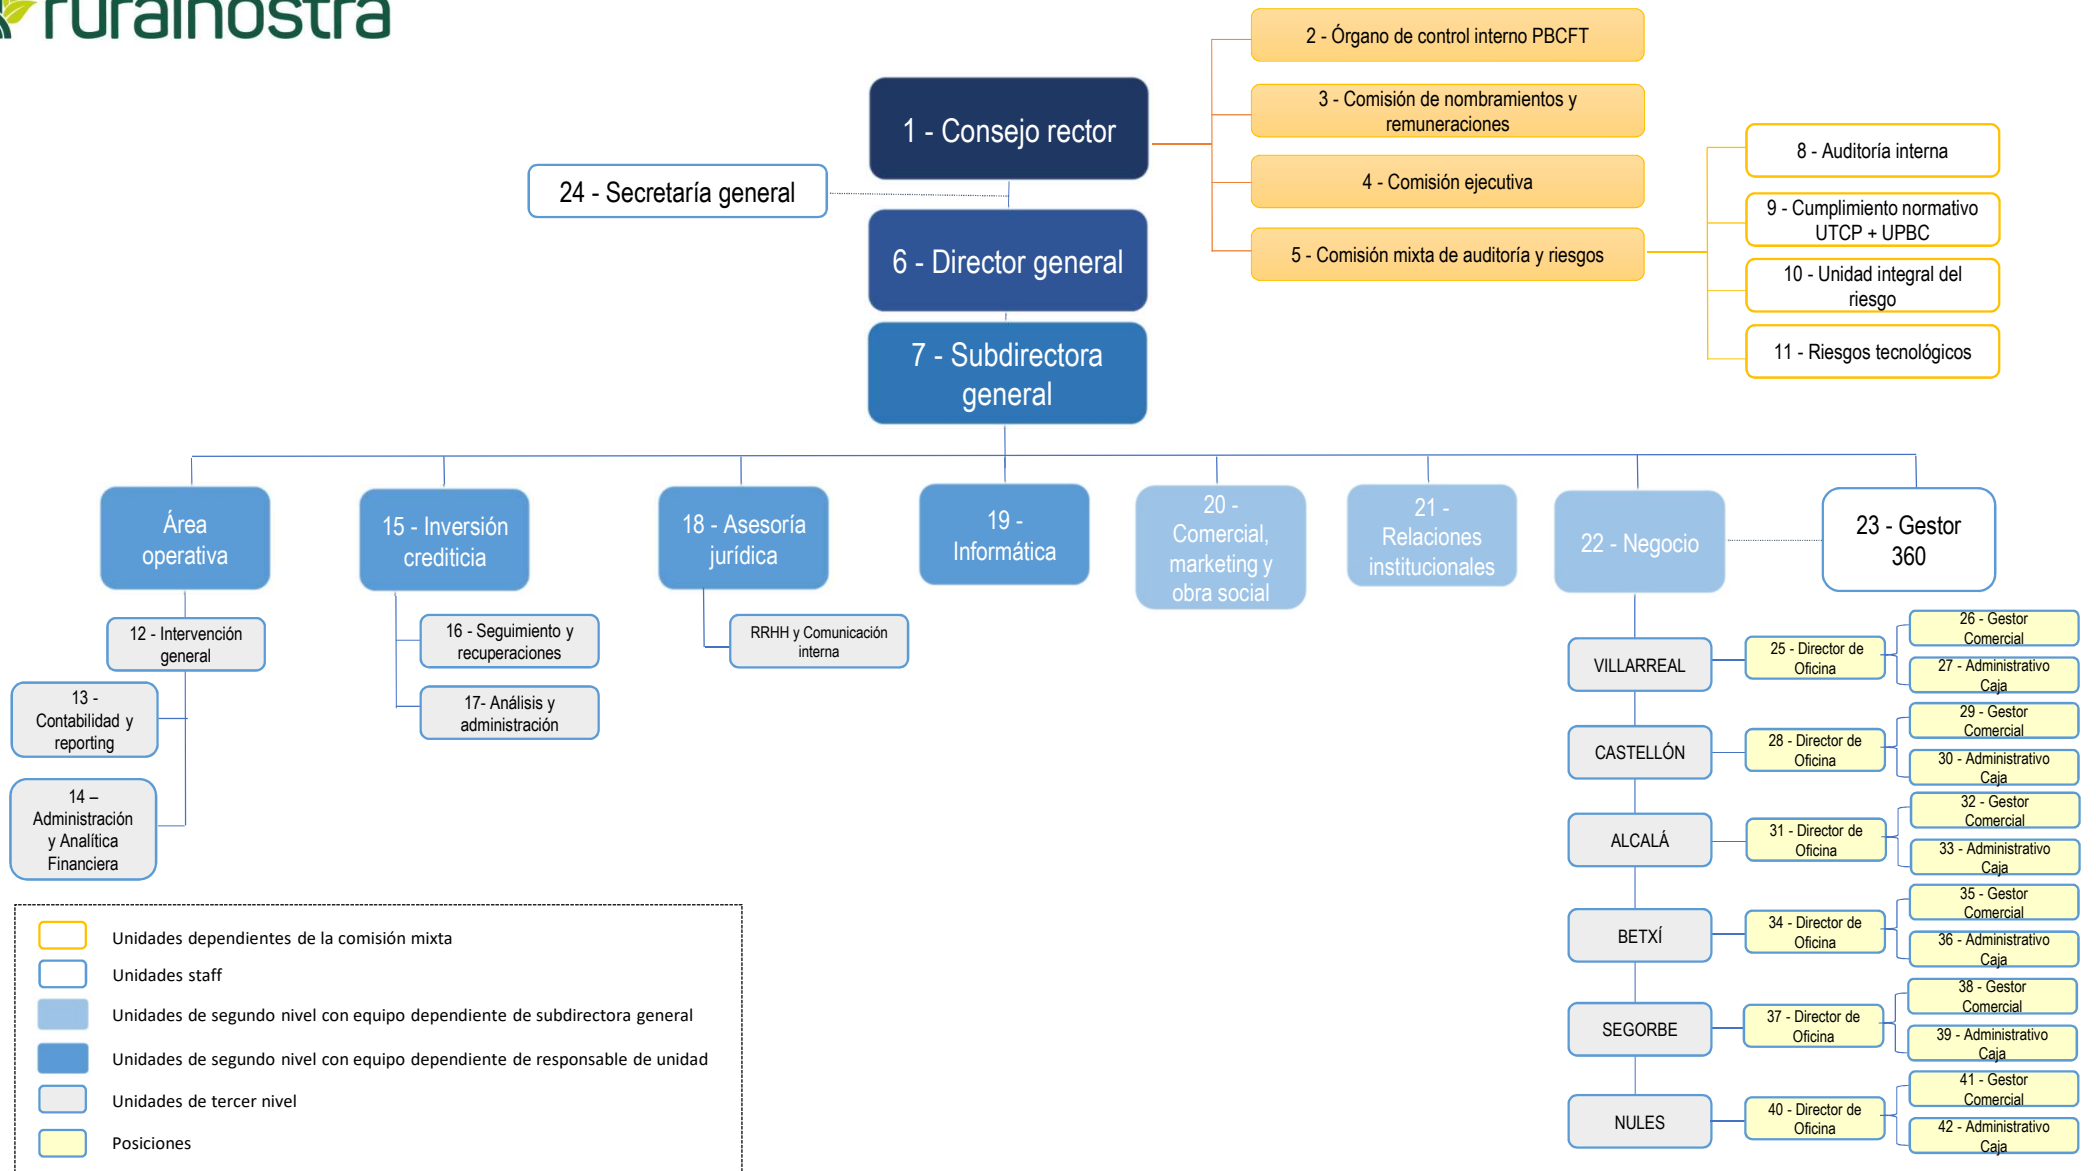 ruralnostra
2 - Órgano de control interno PBCFT
3 - Comisión de nombramientos y
remuneraciones
1 - Consejo rector
8 - Auditoría interna
24 - Secretaría general
4 - Comisión ejecutiva
9 - Cumplimiento normativo
UTCP + UPBC
6 - Director general
5 - Comisión mixta de auditoría y riesgos
10 - Unidad integral del
riesgo
11 - Riesgos tecnológicos
7 - Subdirectora
general
Área
operativa
15 - Inversión
crediticia
18 - Asesoría
jurídica
19 -
Informática
20 -
Comercial,
marketing y
obra social
21 -
Relaciones
institucionales
22 - Negocio
23 - Gestor
360
12 - Intervención
general
16 - Seguimiento y
recuperaciones
RRHH y Comunicación
interna
13 -
Contabilidad y
reporting
17- Análisis y
administración
14 –
Administración
y Analítica
Financiera
VILLARREAL
25 - Director de
Oficina
26 - Gestor
Comercial
27 - Administrativo
Caja
CASTELLÓN
28 - Director de
Oficina
29 - Gestor
Comercial
30 - Administrativo
Caja
ALCALÁ
31 - Director de
Oficina
32 - Gestor
Comercial
33 - Administrativo
Caja
BETXÍ
34 - Director de
Oficina
35 - Gestor
Comercial
36 - Administrativo
Caja
SEGORBE
37 - Director de
Oficina
38 - Gestor
Comercial
39 - Administrativo
Caja
NULES
40 - Director de
Oficina
41 - Gestor
Comercial
42 - Administrativo
Caja
Unidades dependientes de la comisión mixta
Unidades staff
Unidades de segundo nivel con equipo dependiente de subdirectora general
Unidades de segundo nivel con equipo dependiente de responsable de unidad
Unidades de tercer nivel
Posiciones